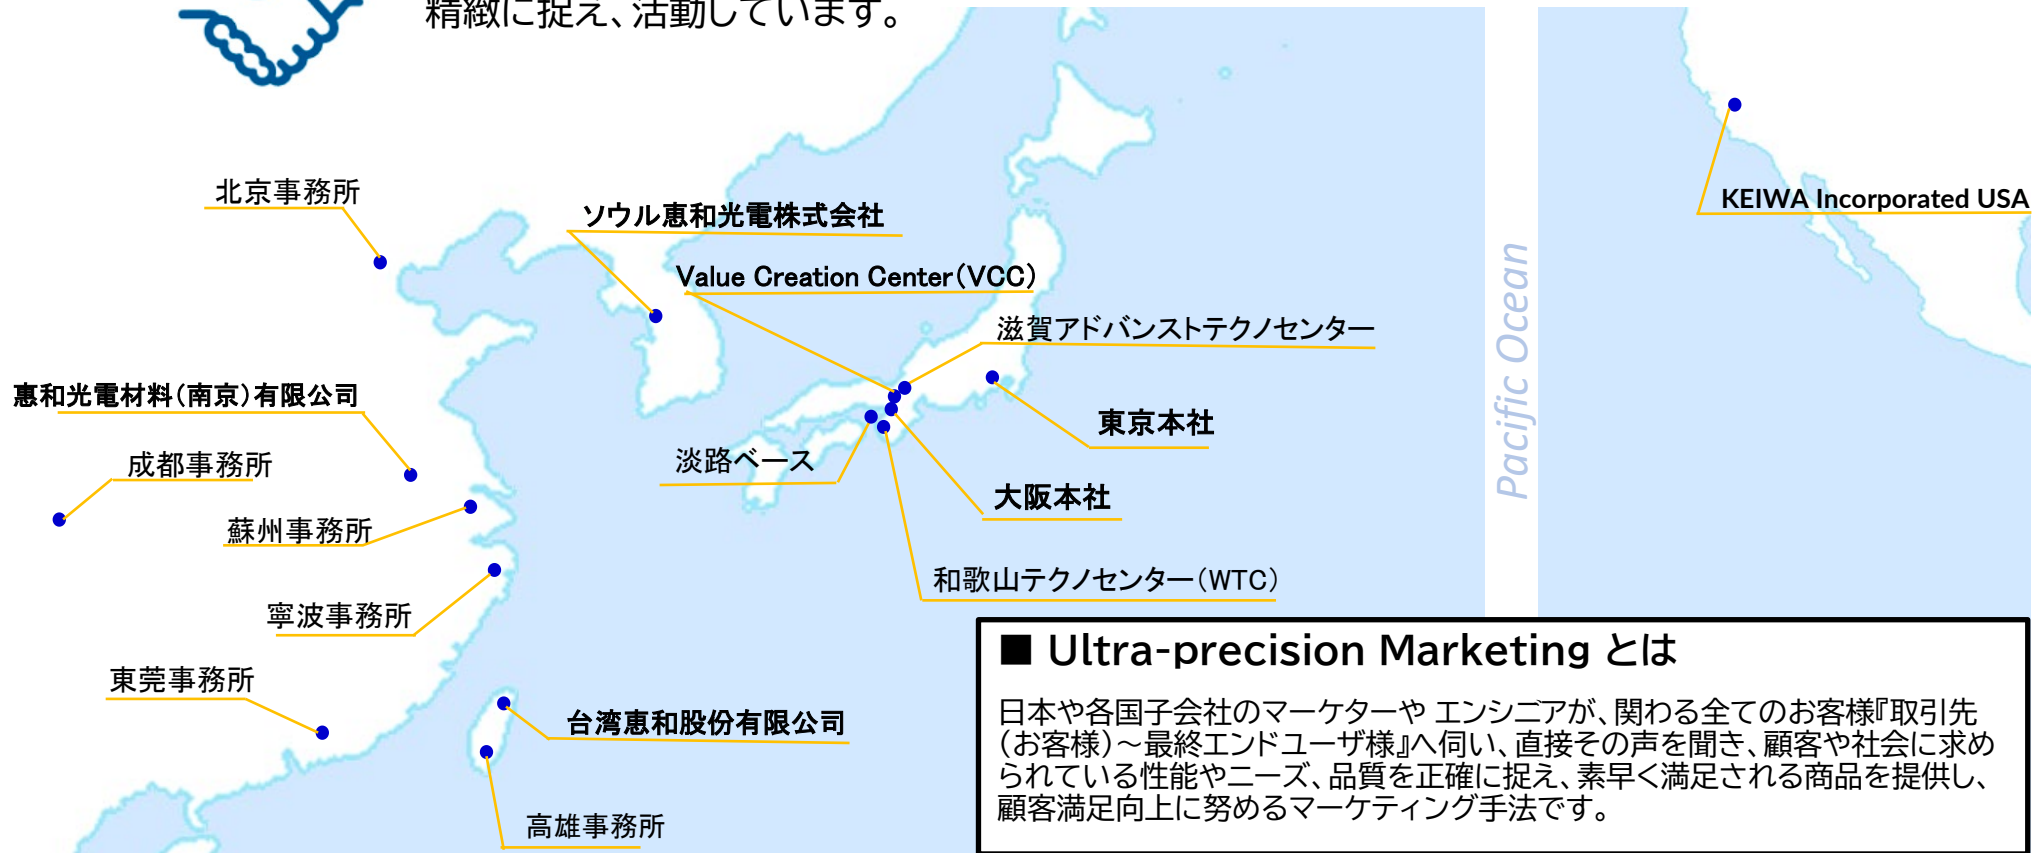 精緻に捉え、活動しています。
北京事務所
ソウル恵和光電株式会社
KEIWA Incorporated USA
Value Creation Center(VCC)
滋賀アドバンストテクノセンター
Pacific Ocean
惠和光電材料(南京)有限公司
東京本社
成都事務所
淡路ベース
大阪本社
蘇州事務所
和歌山テクノセンター(WTC)
寧波事務所
東莞事務所
台湾恵和股份有限公司
高雄事務所
■ Ultra-precision Marketing とは
日本や各国子会社のマーケターや エンシニアが、関わる全てのお客様『取引先
(お客様)～最終エンドユーザ様』へ伺い、直接その声を聞き、顧客や社会に求め
られている性能やニーズ、品質を正確に捉え、素早く満足される商品を提供し、
顧客満足向上に努めるマーケティング手法です。